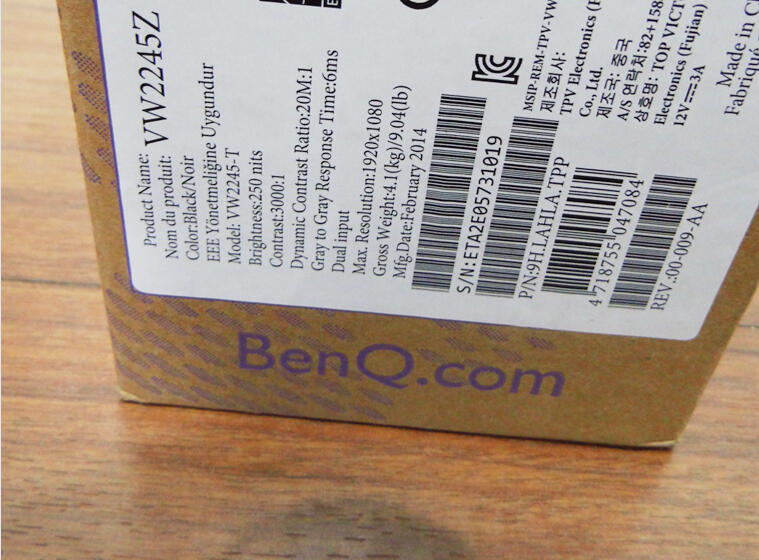 VW2245Z
Product Name:
Nom du produit:
Color:Black/Noir
EEE Yönetmeliğine Uygundur
Model: VW2245-T
Brightness:250 nits
Contrast:3000:1
Dynamic Contrast Ratio:20M:1
Gray to Gray Response Time:6ms
Dual input
Max. Resolution:1920x1080
Gross Weight:4.1(kg)/9.04(lb)
Mfg.Date:February 2014
S/N:ETA2E05731019
P/N:9H.LAHLA.TPP
4 718755 047084
REV.:00-009-AA
MSIP-REM-TPV-VW
제조회사:
TPV Electronics (F
Co., Ltd.
제조국: 중국
A/S 연락처:82+158
상호명: TOP VICT
Electronics (Fujian)
12V⎓3A
Made in C
Fabriqué
BenQ.com